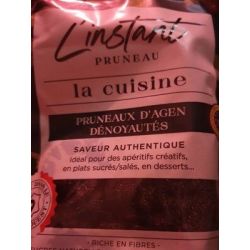 L'instant
PRUNEAU
la cuisine
PRUNEAUX D'AGEN
DÉNOYAUTÉS
SAVEUR AUTHENTIQUE
Idéal pour des apéritifs créatifs,
en plats sucrés/salés, en desserts...
• RICHE EN FIBRES